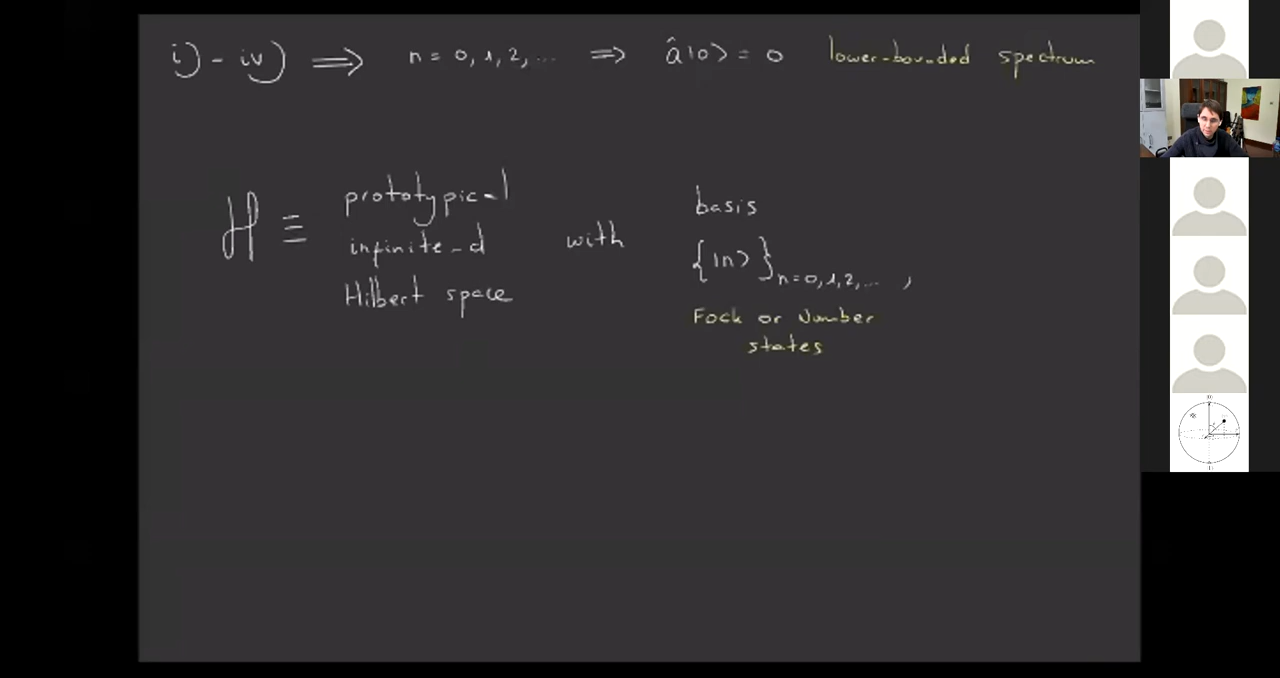 i) - iv) ⟹ n = 0, 1, 2, ... ⟹ â|0⟩ = 0 lower-bounded spectrum
H ≡ prototypical infinite-d Hilbert space with basis {|n⟩}n=0,1,2,... ,
Fock or Number states